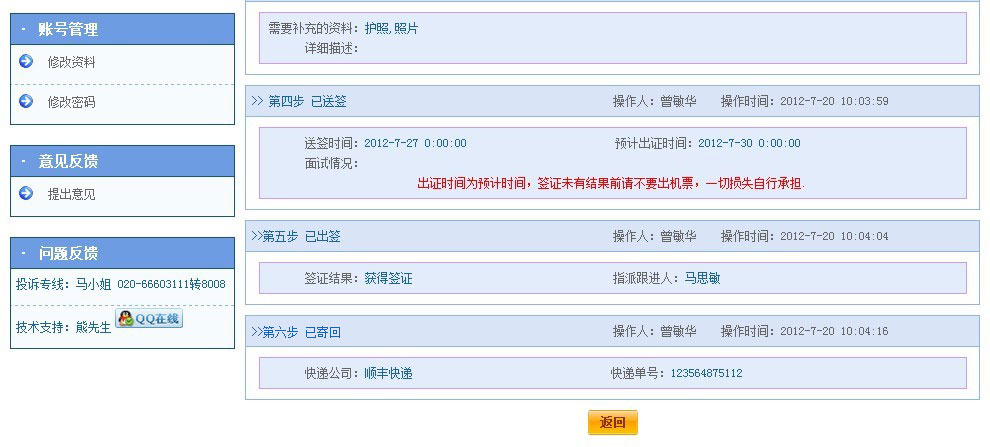 · 账号管理
修改资料
修改密码
· 意见反馈
提出意见
· 问题反馈
投诉专线：马小姐 020-66603111转8008
技术支持：熊先生 QQ在线
需要补充的资料：护照,照片
详细描述：
>> 第四步 已送签 操作人：曾敏华 操作时间：2012-7-20 10:03:59
送签时间：2012-7-27 0:00:00 预计出证时间：2012-7-30 0:00:00
面试情况：
出证时间为预计时间，签证未有结果前请不要出机票，一切损失自行承担.
>>第五步 已出签 操作人：曾敏华 操作时间：2012-7-20 10:04:04
签证结果：获得签证 指派跟进人：马思敏
>>第六步 已寄回 操作人：曾敏华 操作时间：2012-7-20 10:04:16
快递公司：顺丰快递 快递单号：123564875112
返回